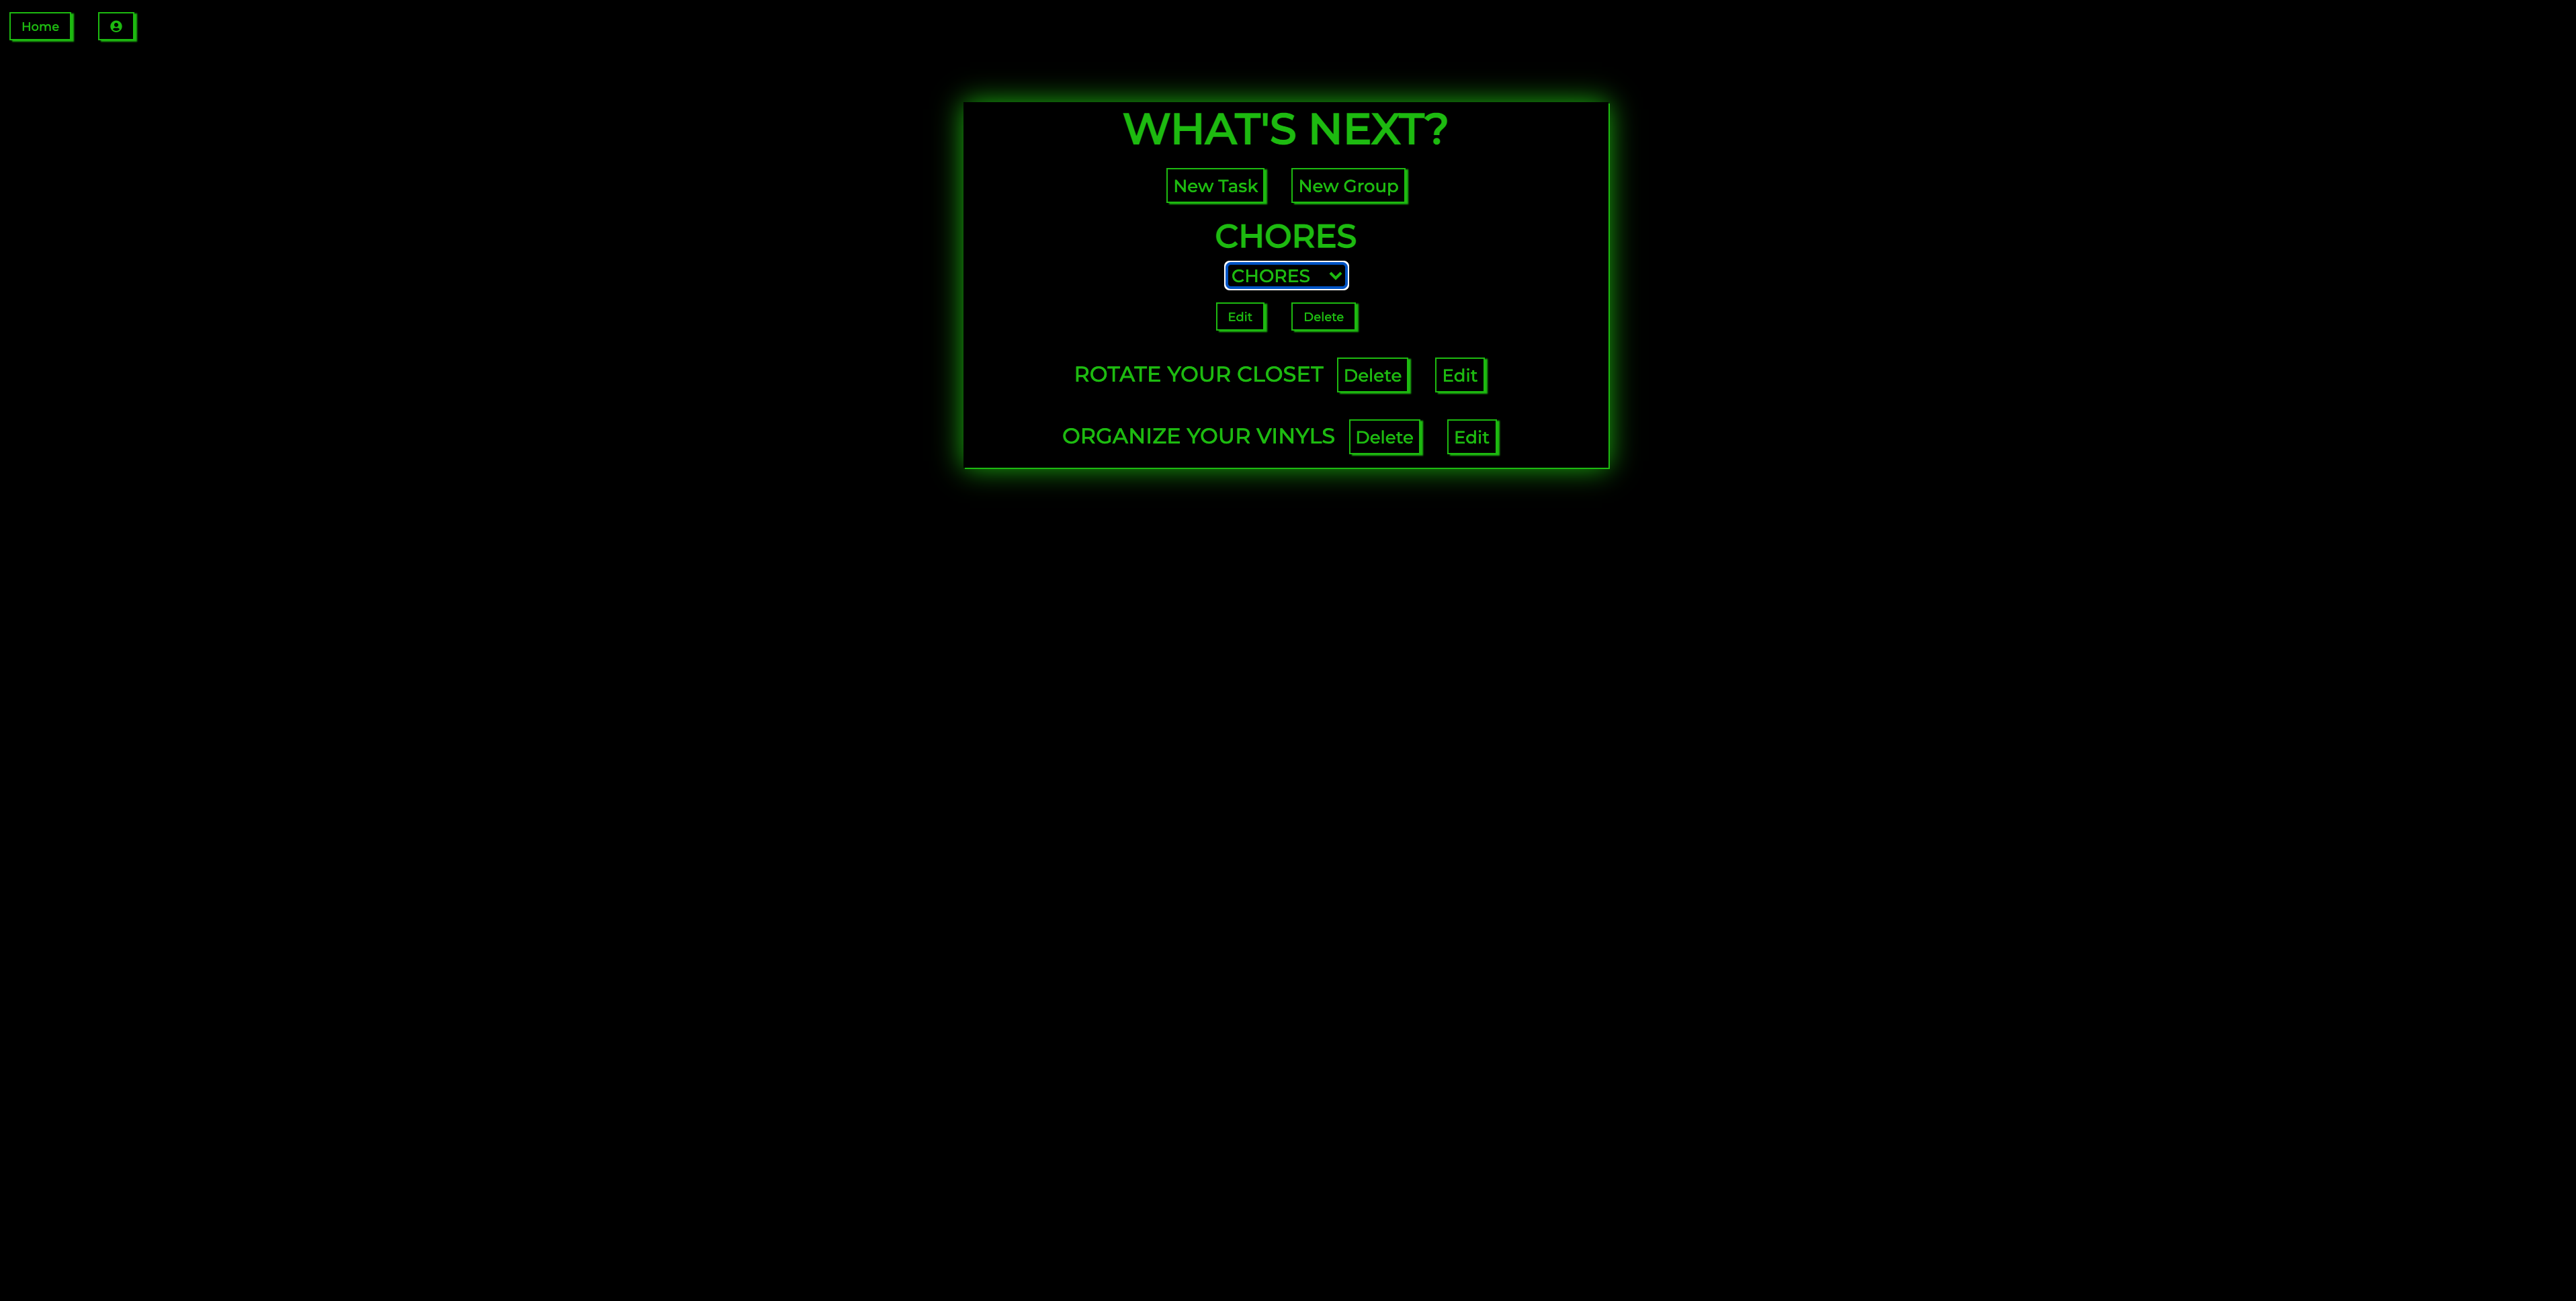 Home
WHAT'S NEXT?
New Task New Group
CHORES
CHORES
Edit Delete
ROTATE YOUR CLOSET Delete Edit
ORGANIZE YOUR VINYLS Delete Edit